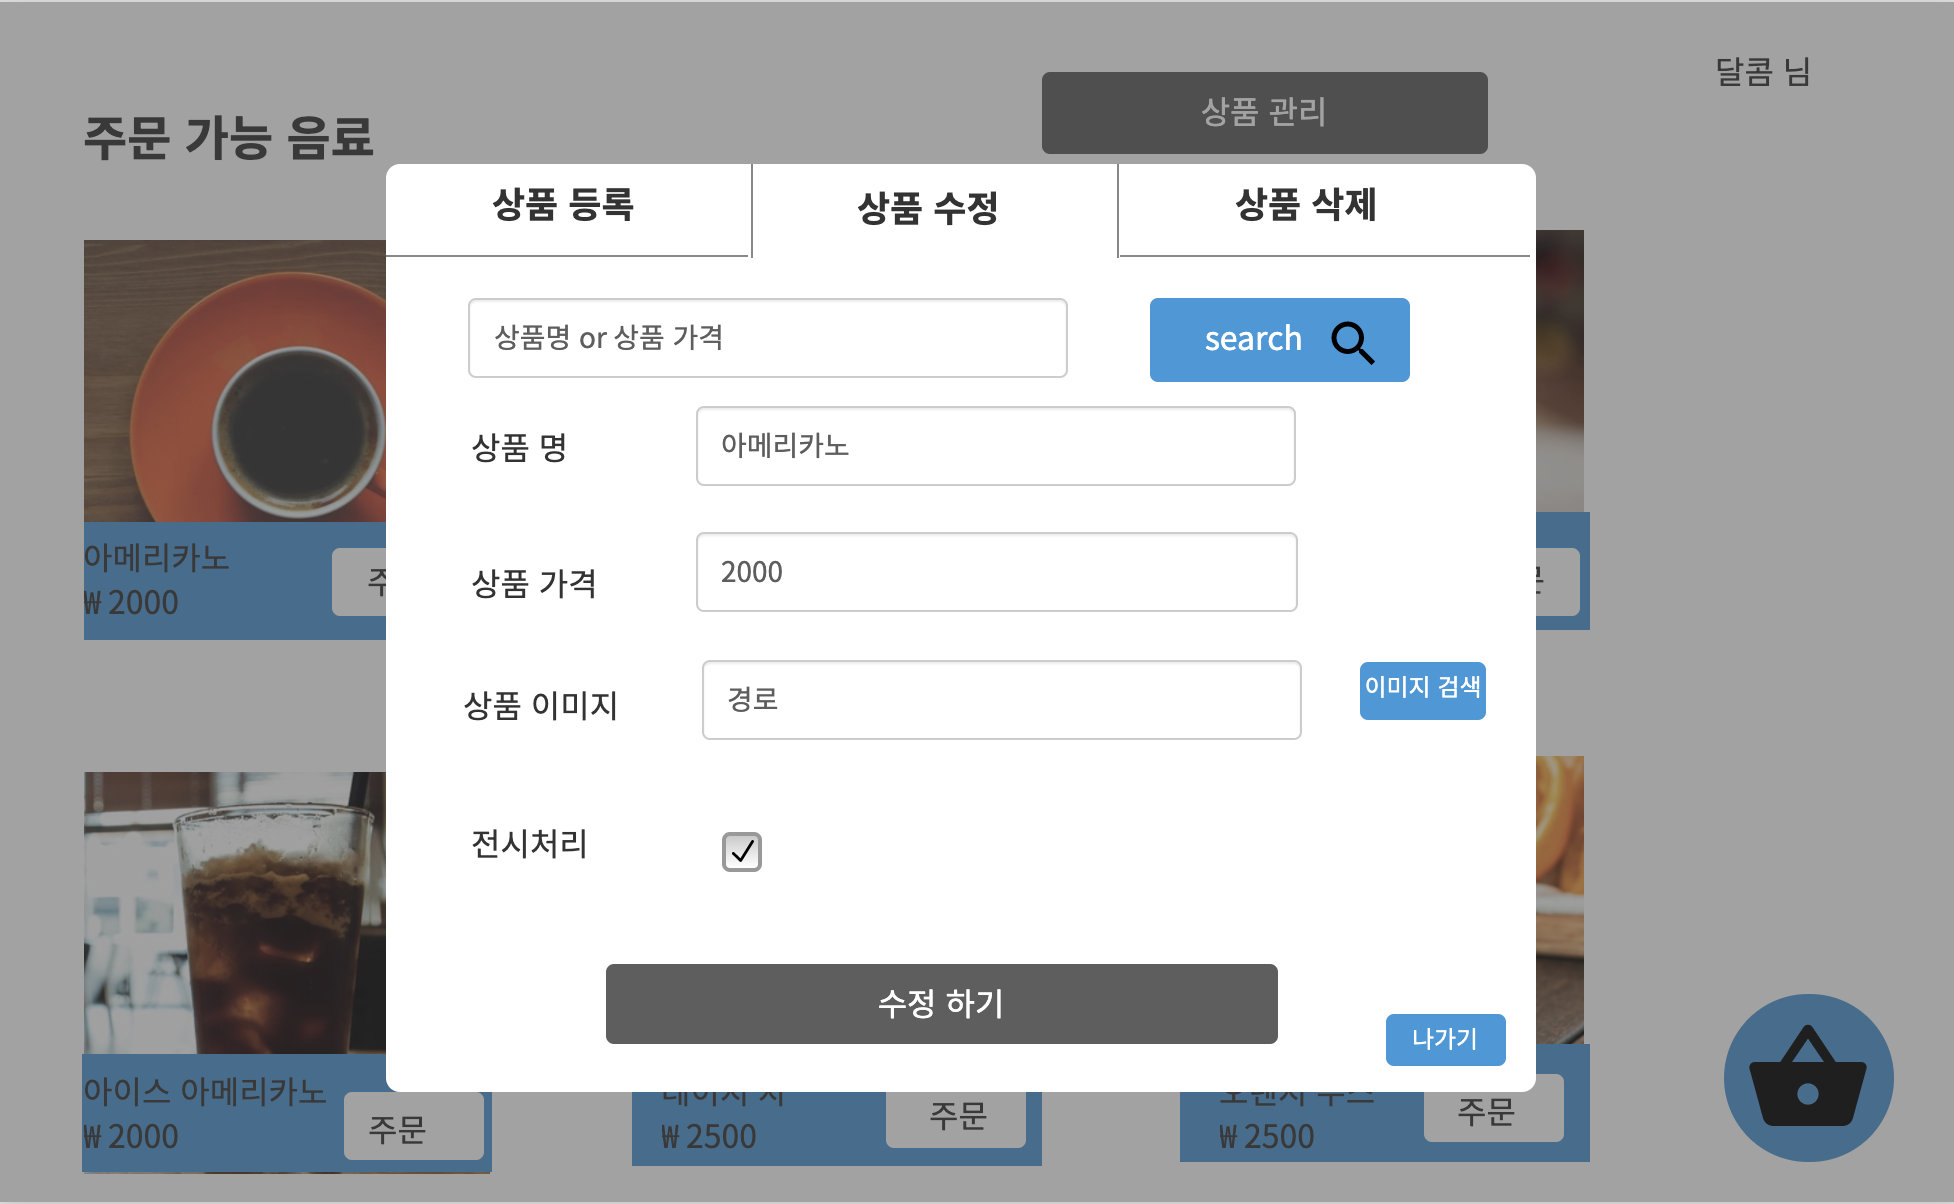 달콤 님
상품 관리
주문 가능 음료
상품 등록
상품 수정
상품 삭제
상품명 or 상품 가격
search
상품 명
아메리카노
상품 가격
2000
상품 이미지
경로
이미지 검색
전시처리
수정 하기
나가기
아메리카노
₩ 2000
아이스 아메리카노
₩ 2000
주문
₩ 2500
주문
₩ 2500
주문